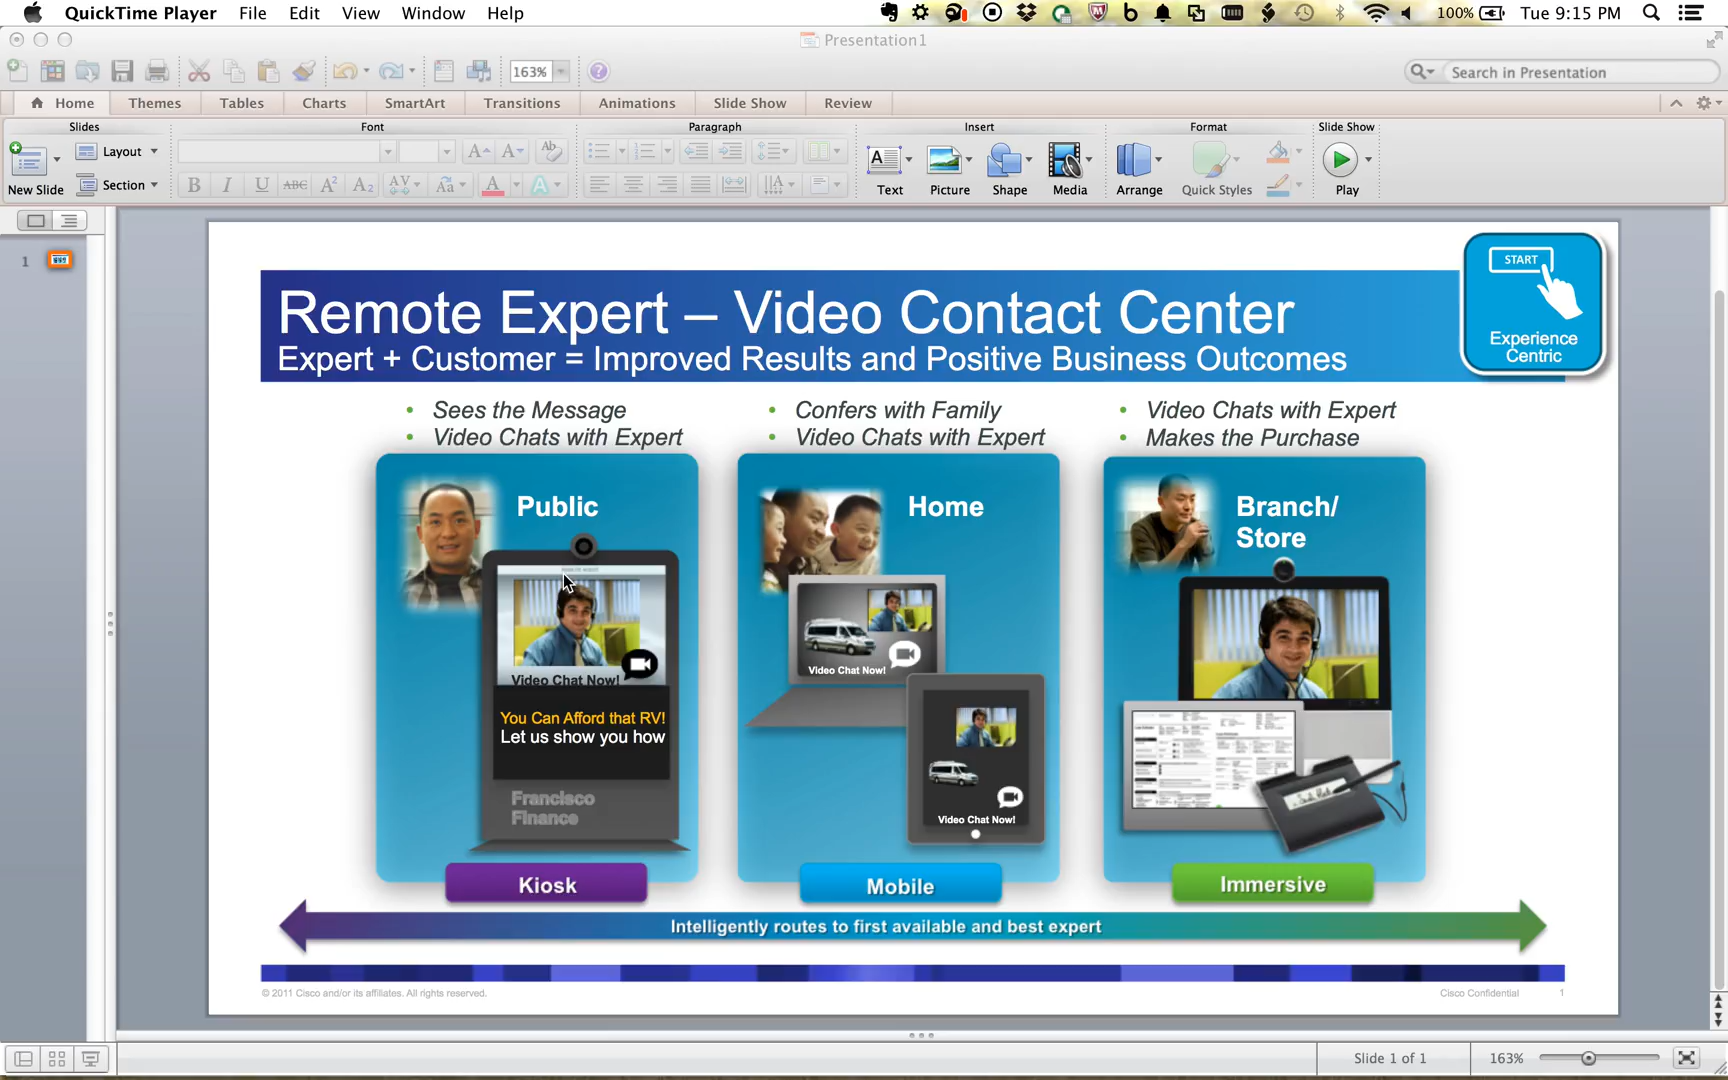 QuickTime Player File Edit View Window Help 100% Tue 9:15 PM
Presentation1
163% Search in Presentation
Home Themes Tables Charts SmartArt Transitions Animations Slide Show Review
Slides Font Paragraph Insert Format Slide Show
New Slide Layout Section Text Picture Shape Media Arrange Quick Styles Play
B I U ABC A² A₂ AV Aa A A
1
START
Experience
Centric
Remote Expert – Video Contact Center
Expert + Customer = Improved Results and Positive Business Outcomes
• Sees the Message
• Video Chats with Expert
• Confers with Family
• Video Chats with Expert
• Video Chats with Expert
• Makes the Purchase
Public
Video Chat Now!
You Can Afford that RV!
Let us show you how
Francisco
Finance
Kiosk
Home
Video Chat Now!
Video Chat Now!
Mobile
Branch/
Store
Immersive
Intelligently routes to first available and best expert
© 2011 Cisco and/or its affiliates. All rights reserved. Cisco Confidential 1
Slide 1 of 1 163%